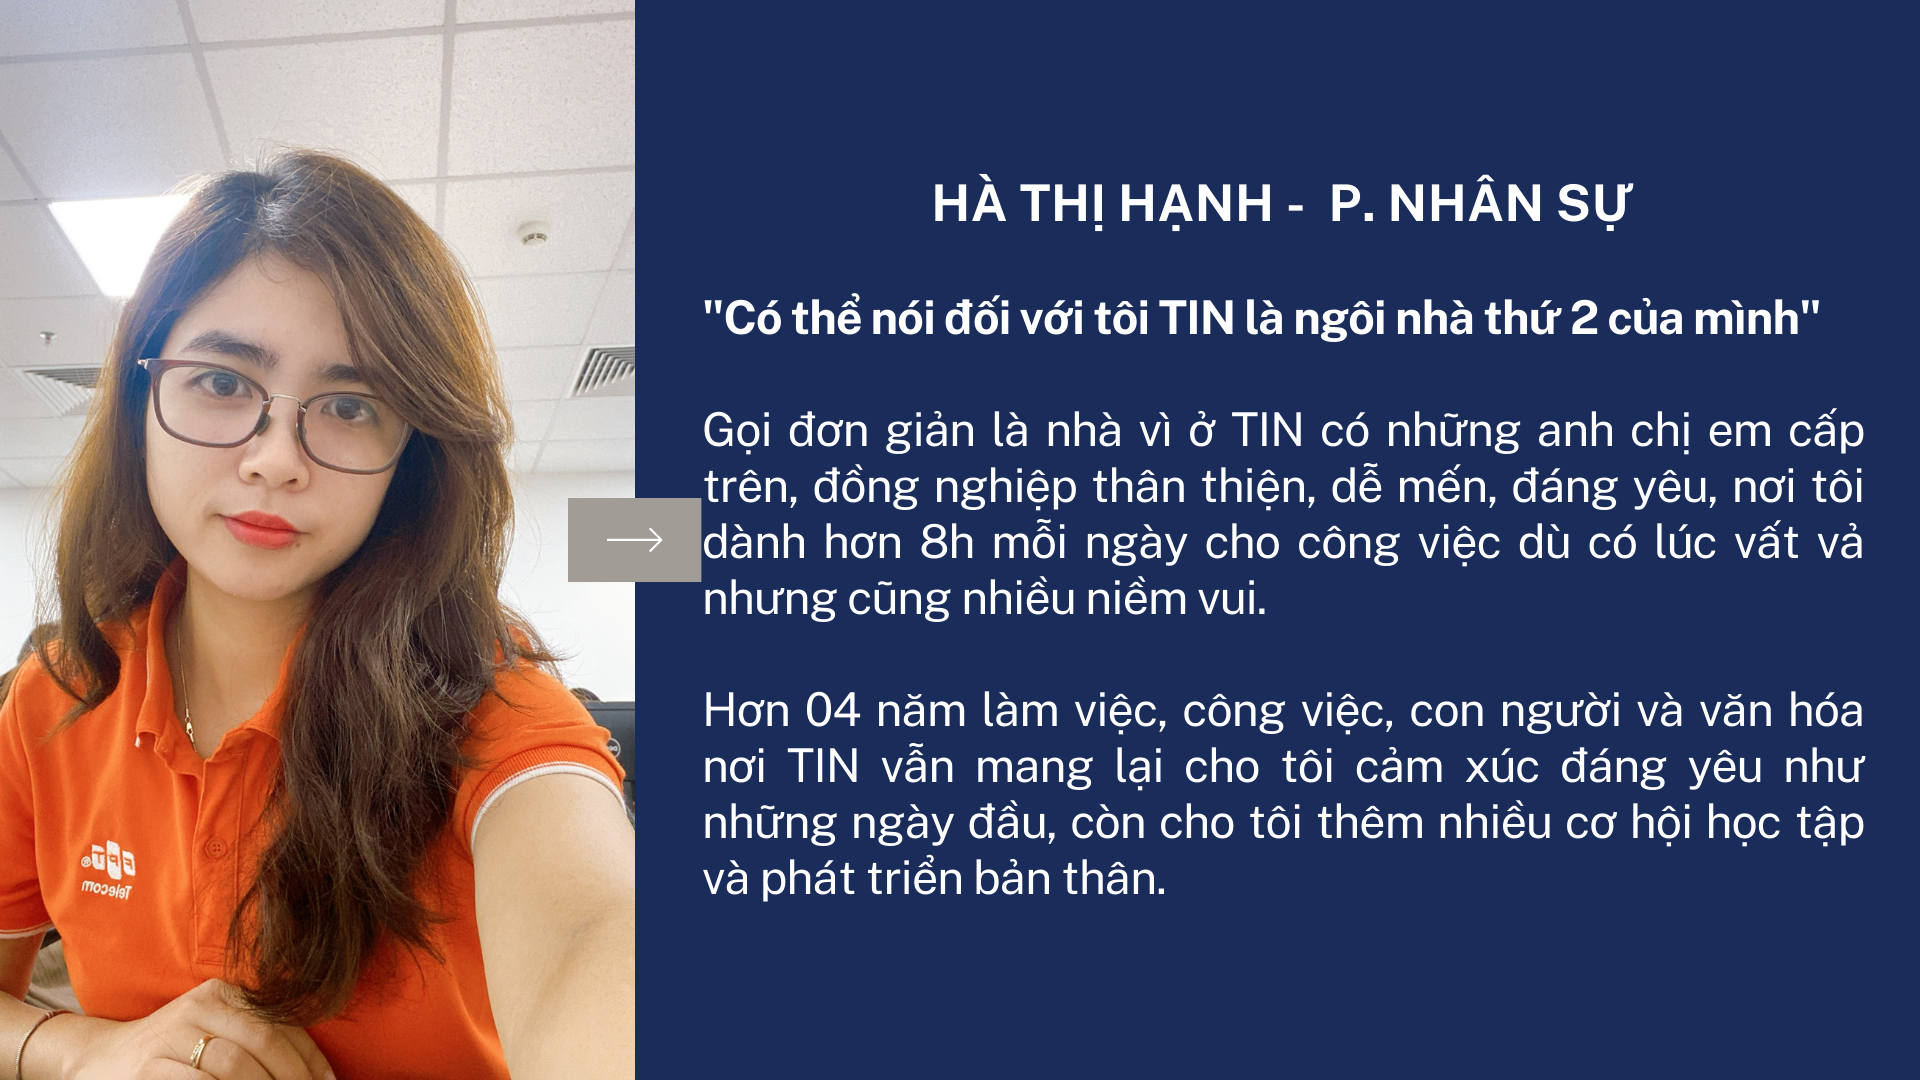 HÀ THỊ HẠNH - P. NHÂN SỰ
"Có thể nói đối với tôi TIN là ngôi nhà thứ 2 của mình"
Gọi đơn giản là nhà vì ở TIN có những anh chị em cấp
trên, đồng nghiệp thân thiện, dễ mến, đáng yêu, nơi tôi
dành hơn 8h mỗi ngày cho công việc dù có lúc vất vả
nhưng cũng nhiều niềm vui.
Hơn 04 năm làm việc, công việc, con người và văn hóa
nơi TIN vẫn mang lại cho tôi cảm xúc đáng yêu như
những ngày đầu, còn cho tôi thêm nhiều cơ hội học tập
và phát triển bản thân.
FPT®
Telecom